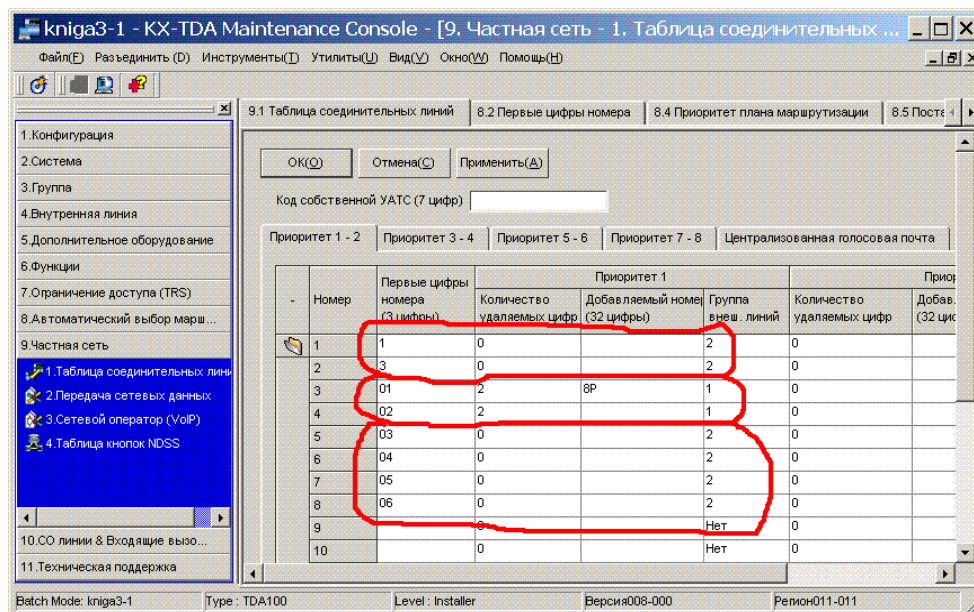 kniga3-1 - KX-TDA Maintenance Console - [9. Частная сеть - 1. Таблица соединительных ...
Файл(F) Разъединить (D) Инструменты(T) Утилиты(U) Вид(V) Окно(W) Помощь(H)
9.1 Таблица соединительных линий 8.2 Первые цифры номера 8.4 Приоритет плана маршрутизации 8.5 Поста
1.Конфигурация
2.Система
3.Группа
4.Внутренняя линия
5.Дополнительное оборудование
6.Функции
7.Ограничение доступа (TRS)
8.Автоматический выбор марш...
9.Частная сеть
1.Таблица соединительных лини
2.Передача сетевых данных
3.Сетевой оператор (VoIP)
4.Таблица кнопок NDSS
10.CO линии & Входящие вызо...
11.Техническая поддержка
OK(O) Отмена(C) Применить(A)
Код собственной УАТС (7 цифр)
Приоритет 1 - 2 Приоритет 3 - 4 Приоритет 5 - 6 Приоритет 7 - 8 Централизованная голосовая почта
Приоритет 1 Приор
- Номер Первые цифры номера (3 цифры) Количество удаляемых цифр Добавляемый номер (32 цифры) Группа внеш. линий Количество удаляемых цифр Добав. (32 циф
1 1 0 2 0
2 3 0 2 0
3 01 2 8P 1 0
4 02 2 1 0
5 03 0 2 0
6 04 0 2 0
7 05 0 2 0
8 06 0 2 0
9 0 Нет 0
10 0 Нет 0
Batch Mode: kniga3-1 Type : TDA100 Level : Installer Версия008-000 Регион011-011